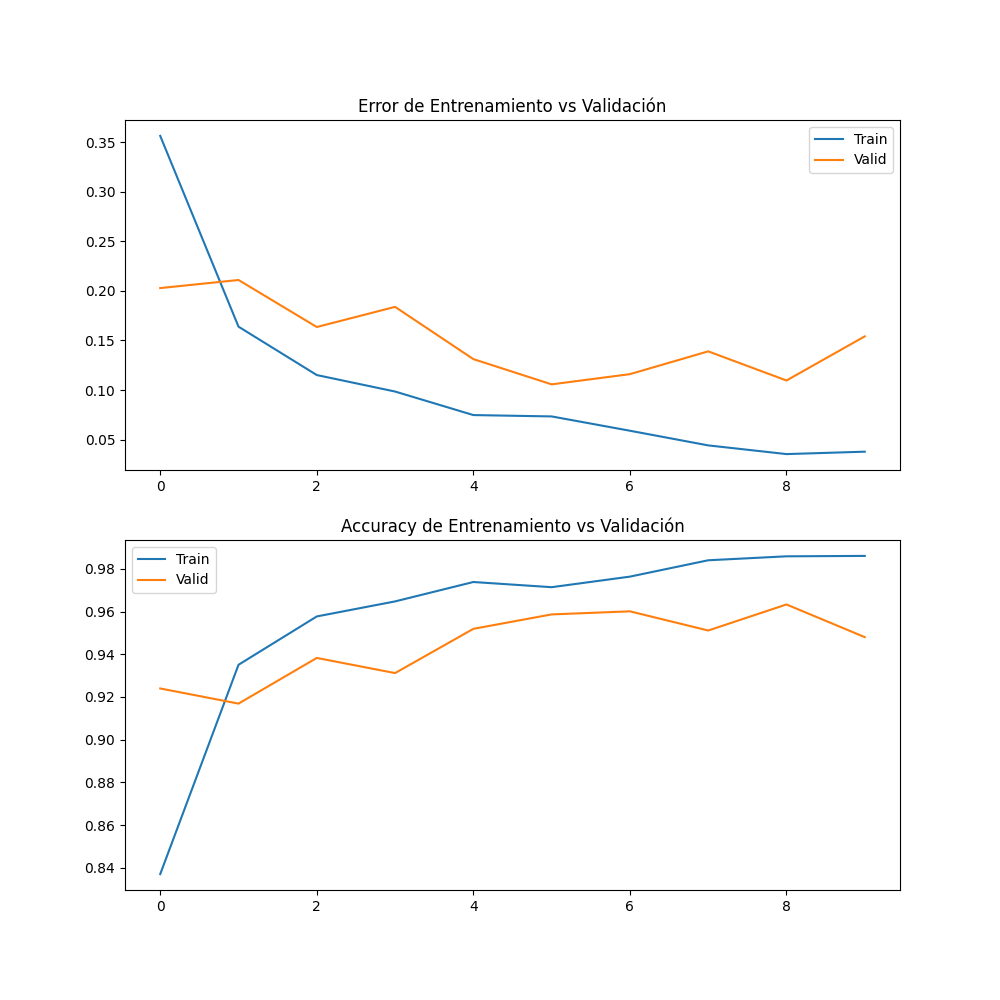 Error de Entrenamiento vs Validación
0.35
0.30
0.25
0.20
0.15
0.10
0.05
Train
Valid
0 2 4 6 8
Accuracy de Entrenamiento vs Validación
0.98
0.96
0.94
0.92
0.90
0.88
0.86
0.84
Train
Valid
0 2 4 6 8